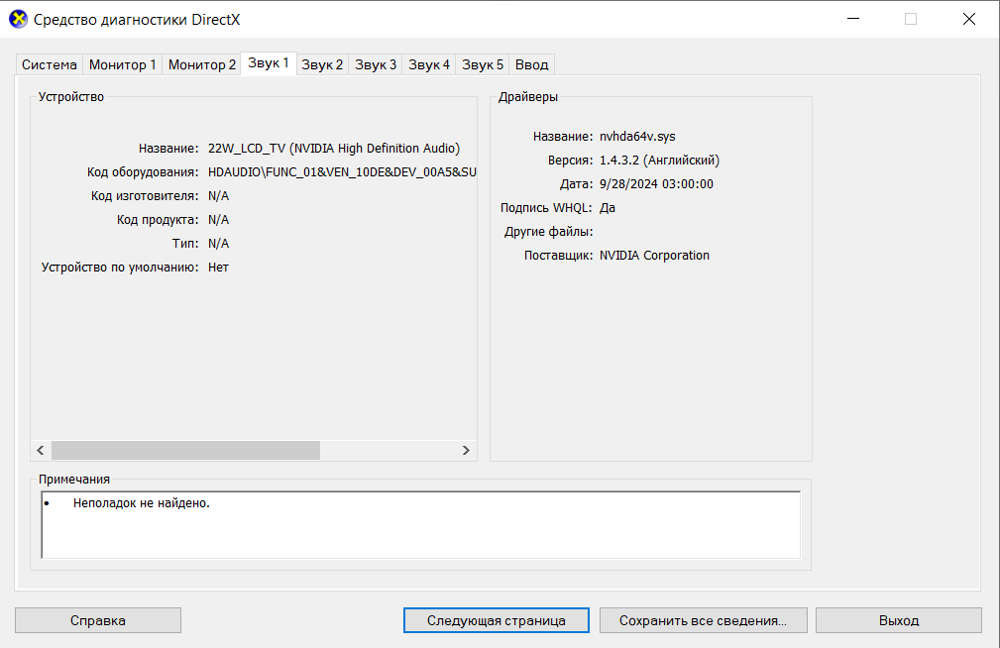 Средство диагностики DirectX
Система Монитор 1 Монитор 2 Звук 1 Звук 2 Звук 3 Звук 4 Звук 5 Ввод
Устройство
Название: 22W_LCD_TV (NVIDIA High Definition Audio)
Код оборудования: HDAUDIO\FUNC_01&VEN_10DE&DEV_00A5&SU
Код изготовителя: N/A
Код продукта: N/A
Тип: N/A
Устройство по умолчанию: Нет
Драйверы
Название: nvhda64v.sys
Версия: 1.4.3.2 (Английский)
Дата: 9/28/2024 03:00:00
Подпись WHQL: Да
Другие файлы:
Поставщик: NVIDIA Corporation
Примечания
• Неполадок не найдено.
Справка Следующая страница Сохранить все сведения... Выход